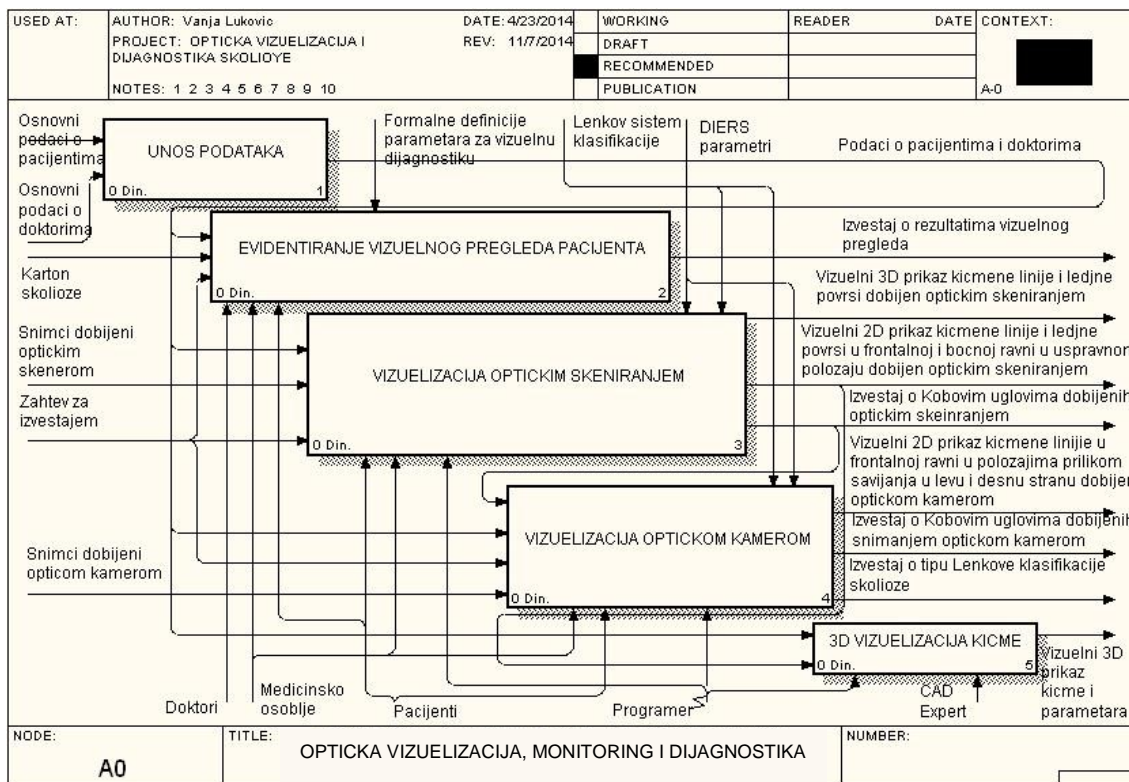 USED AT:
AUTHOR: Vanja Lukovic
DATE: 4/23/2014
PROJECT: OPTICKA VIZUELIZACIJA I
REV: 11/7/2014
DIJAGNOSTIKA SKOLIOYE
NOTES: 1 2 3 4 5 6 7 8 9 10
WORKING
DRAFT
RECOMMENDED
PUBLICATION
READER
DATE
CONTEXT:
A-0
Osnovni
podaci o
pacijentima
UNOS PODATAKA
0 Din.
1
Formalne definicije
parametara za vizuelnu
dijagnostiku
Lenkov sistem
klasifikacije
DIERS
parametri
Podaci o pacijentima i doktorima
Osnovni
podaci o
doktorima
EVIDENTIRANJE VIZUELNOG PREGLEDA PACIJENTA
0 Din.
2
Izvestaj o rezultatima vizuelnog
pregleda
Karton
skolioze
Vizuelni 3D prikaz kicmene linije i ledjne
povrsi dobijen optickim skeniranjem
Snimci dobijeni
optickim
skenerom
VIZUELIZACIJA OPTICKIM SKENIRANJEM
0 Din.
3
Vizuelni 2D prikaz kicmene linije i ledjne
povrsi u frontalnoj i bocnoj ravni u uspravnon
polozaju dobijen optickim skeniranjem
Zahtev za
izvestajem
Izvestaj o Kobovim uglovima dobijenih
optickim skeinranjem
Vizuelni 2D prikaz kicmene linijie u
frontalnoj ravni u polozajima prilikom
savijanja u levu i desnu stranu dobijen
optickom kamerom
VIZUELIZACIJA OPTICKOM KAMEROM
0 Din.
4
Izvestaj o Kobovim uglovima dobijenih
snimanjem optickom kamerom
Snimci dobijeni
opticom kamerom
Izvestaj o tipu Lenkove klasifikacije
skolioze
3D VIZUELIZACIJA KICME
0 Din.
5
Vizuelni 3D
prikaz
kicme i
parametara
Doktori
Medicinsko
osoblje
Pacijenti
Programer
CAD
Expert
NODE:
A0
TITLE:
OPTICKA VIZUELIZACIJA, MONITORING I DIJAGNOSTIKA
NUMBER: